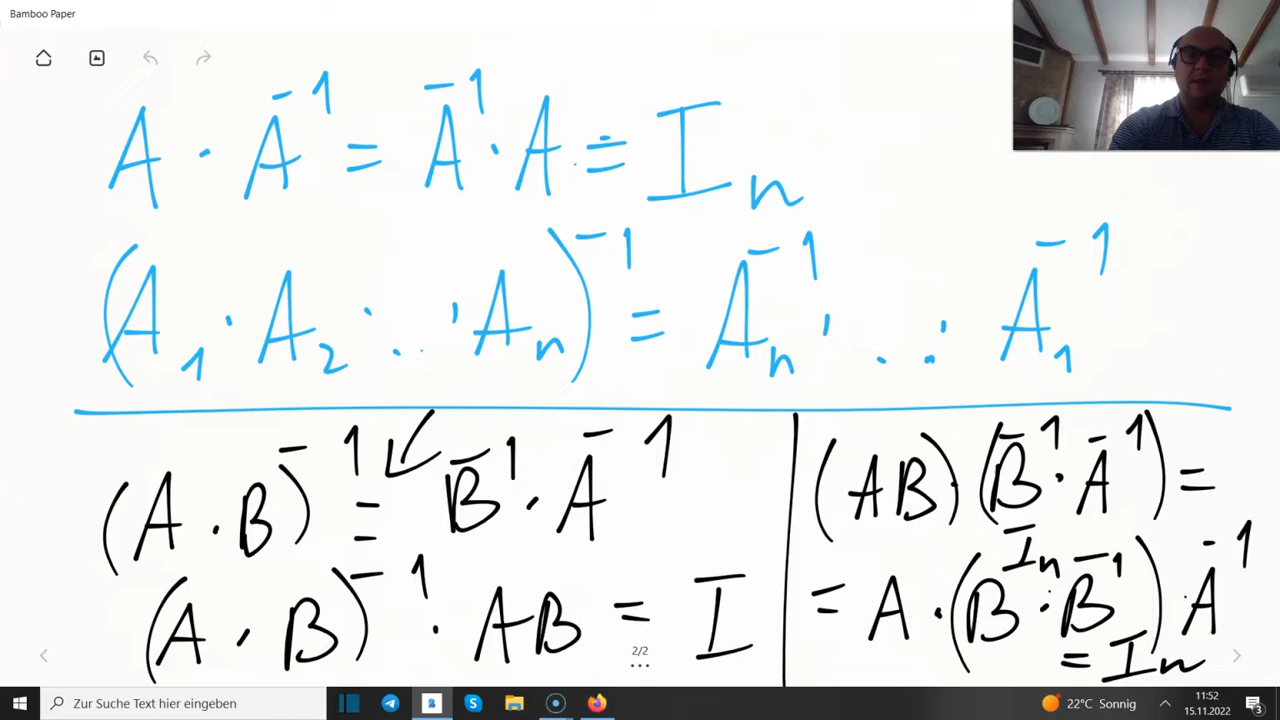 Bamboo Paper
A · A⁻¹ = A⁻¹ · A = Iₙ
(A₁ · A₂ · . . · Aₙ)⁻¹ = Aₙ⁻¹ · . . · A₁⁻¹
(A · B)⁻¹ = B⁻¹ · A⁻¹
(A · B)⁻¹ · AB = I
(AB) · (B⁻¹ · A⁻¹) =
Iₙ
= A · (B · B⁻¹) A⁻¹
= Iₙ
2/2
Zur Suche Text hier eingeben
22°C Sonnig
11:52
15.11.2022
3